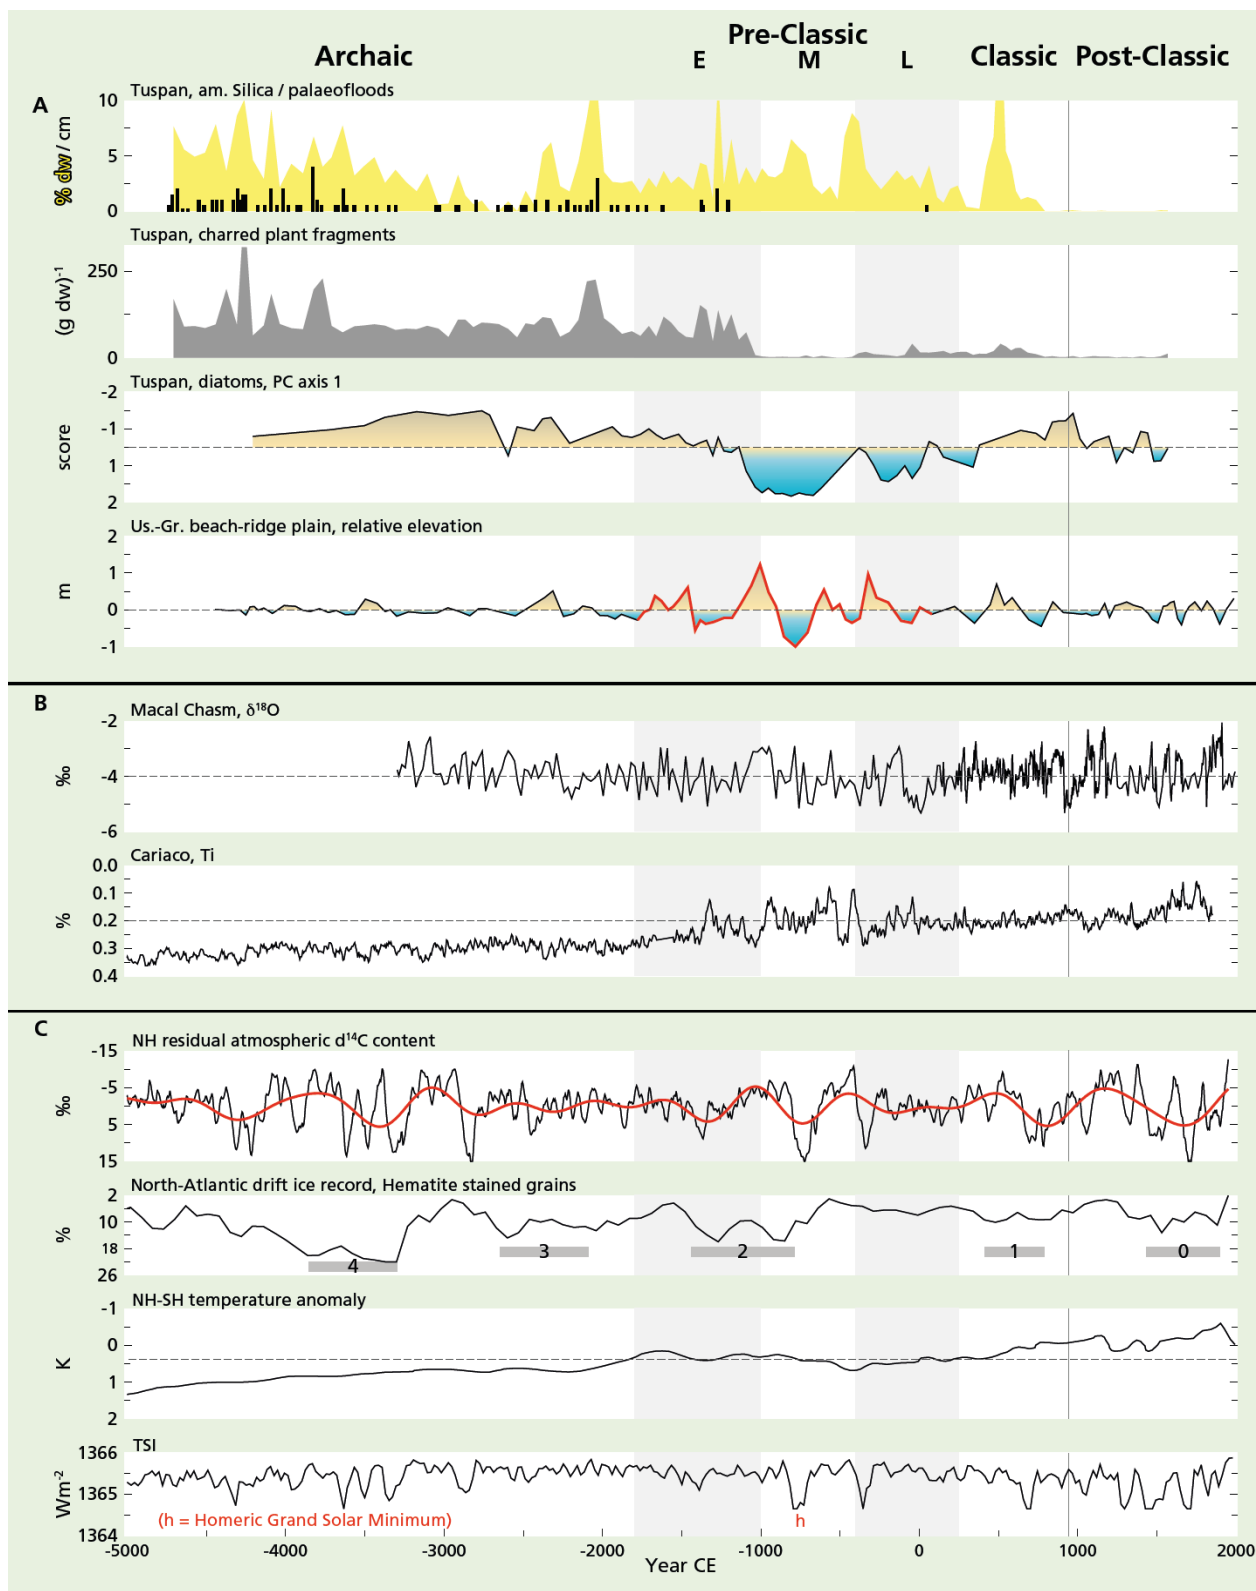 Pre-Classic
Archaic E M L Classic Post-Classic
A
Tuspan, am. Silica / palaeofloods
% dw / cm
10
5
0
Tuspan, charred plant fragments
(g dw)⁻¹
250
0
Tuspan, diatoms, PC axis 1
score
-2
-1
1
2
Us.-Gr. beach-ridge plain, relative elevation
m
2
1
0
-1
B
Macal Chasm, δ¹⁸O
‰
-2
-4
-6
Cariaco, Ti
%
0.0
0.1
0.2
0.3
0.4
C
NH residual atmospheric d¹⁴C content
‰
-15
-5
5
15
North-Atlantic drift ice record, Hematite stained grains
%
2
10
18
26
4 3 2 1 0
NH-SH temperature anomaly
K
-1
0
1
2
TSI
Wm⁻²
1366
1365
1364
(h = Homeric Grand Solar Minimum) h
-5000 -4000 -3000 -2000 -1000 0 1000 2000
Year CE